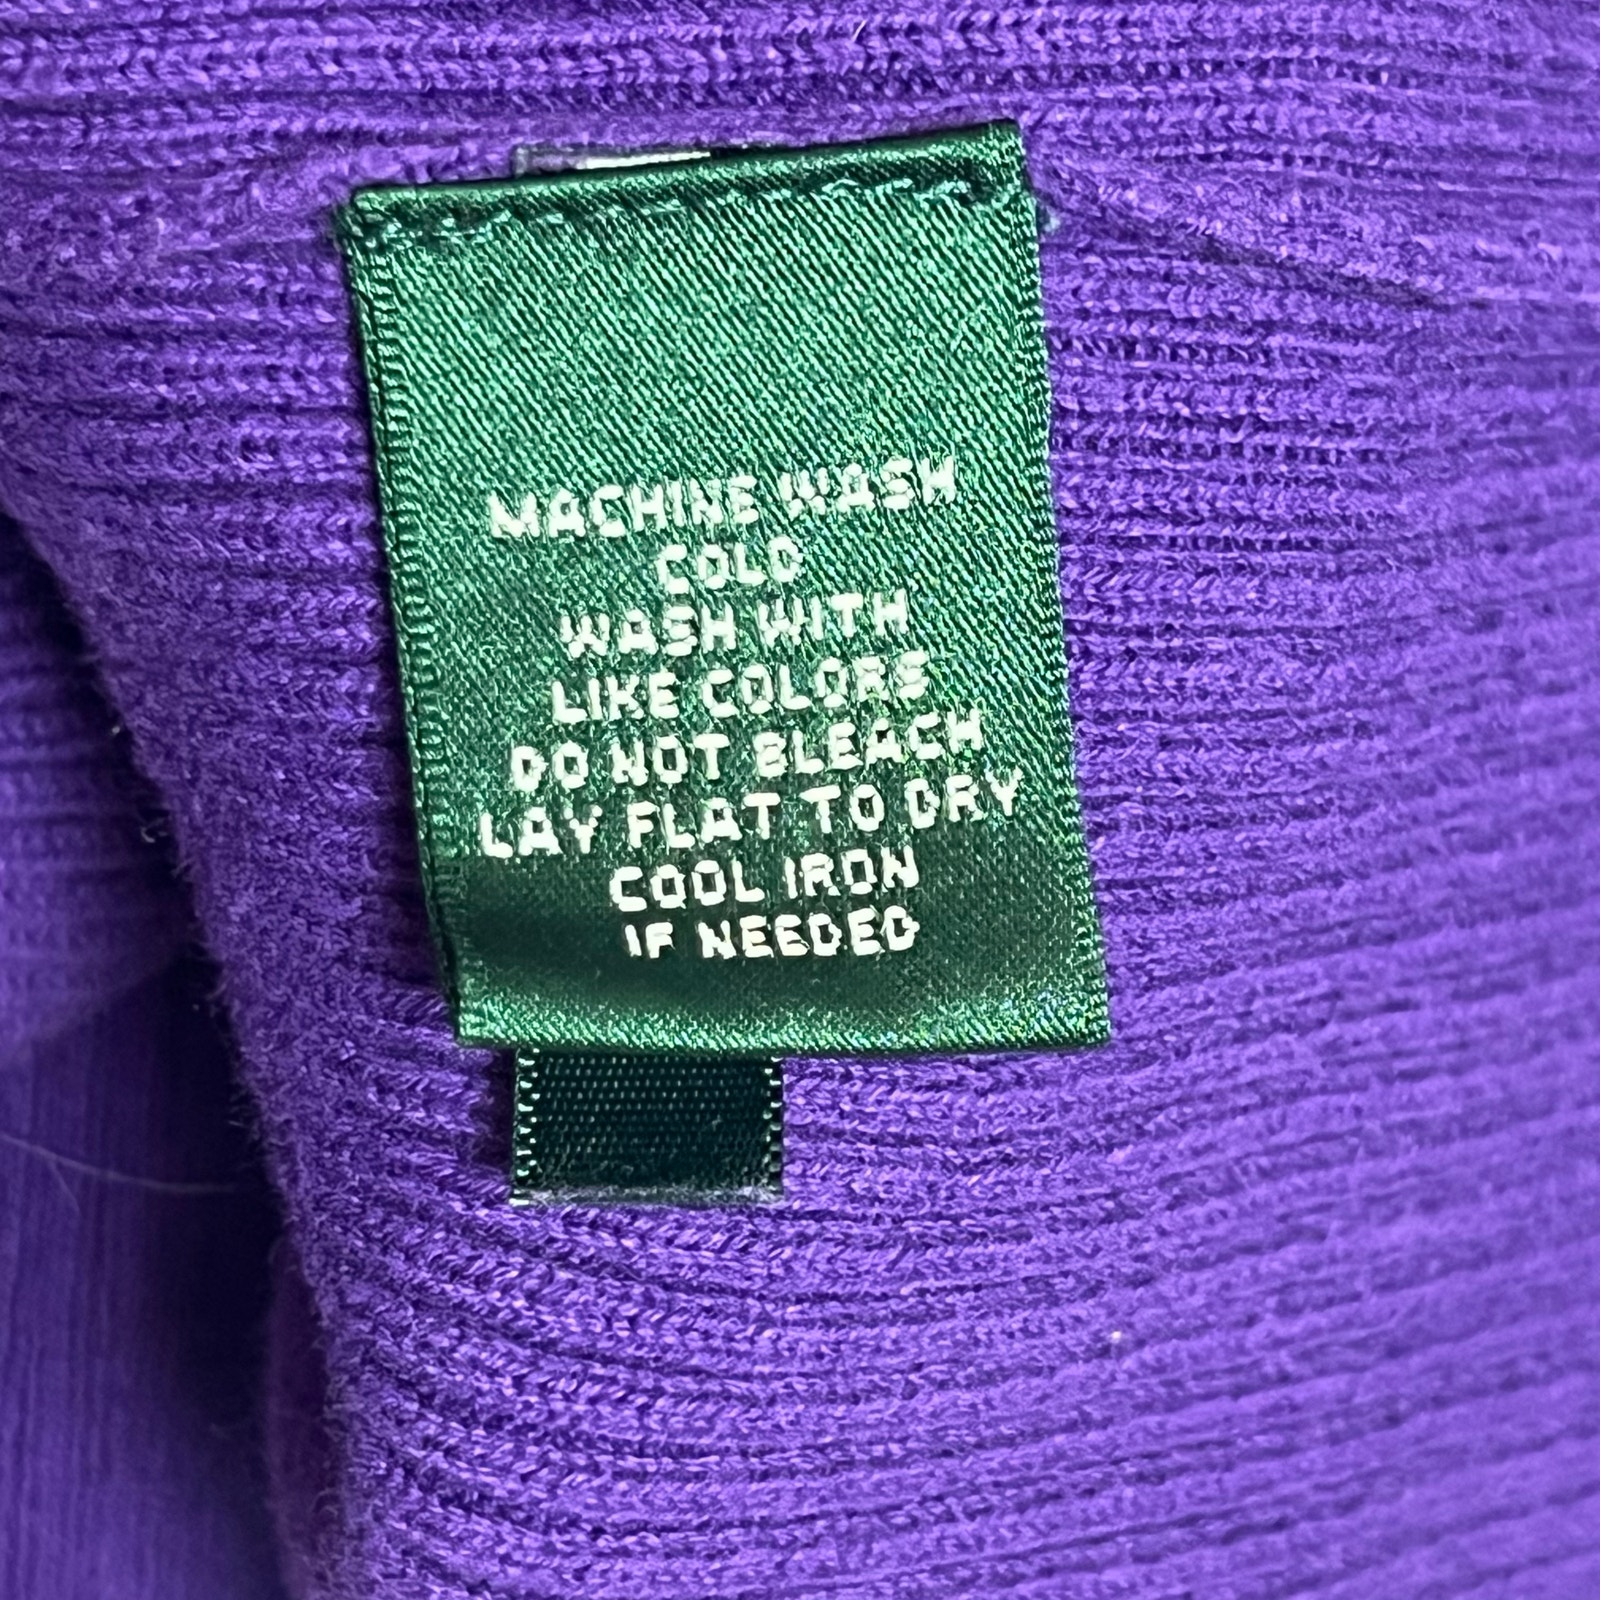 MACHINE WASH
COLD
WASH WITH
LIKE COLORS
DO NOT BLEACH
LAY FLAT TO DRY
COOL IRON
IF NEEDED